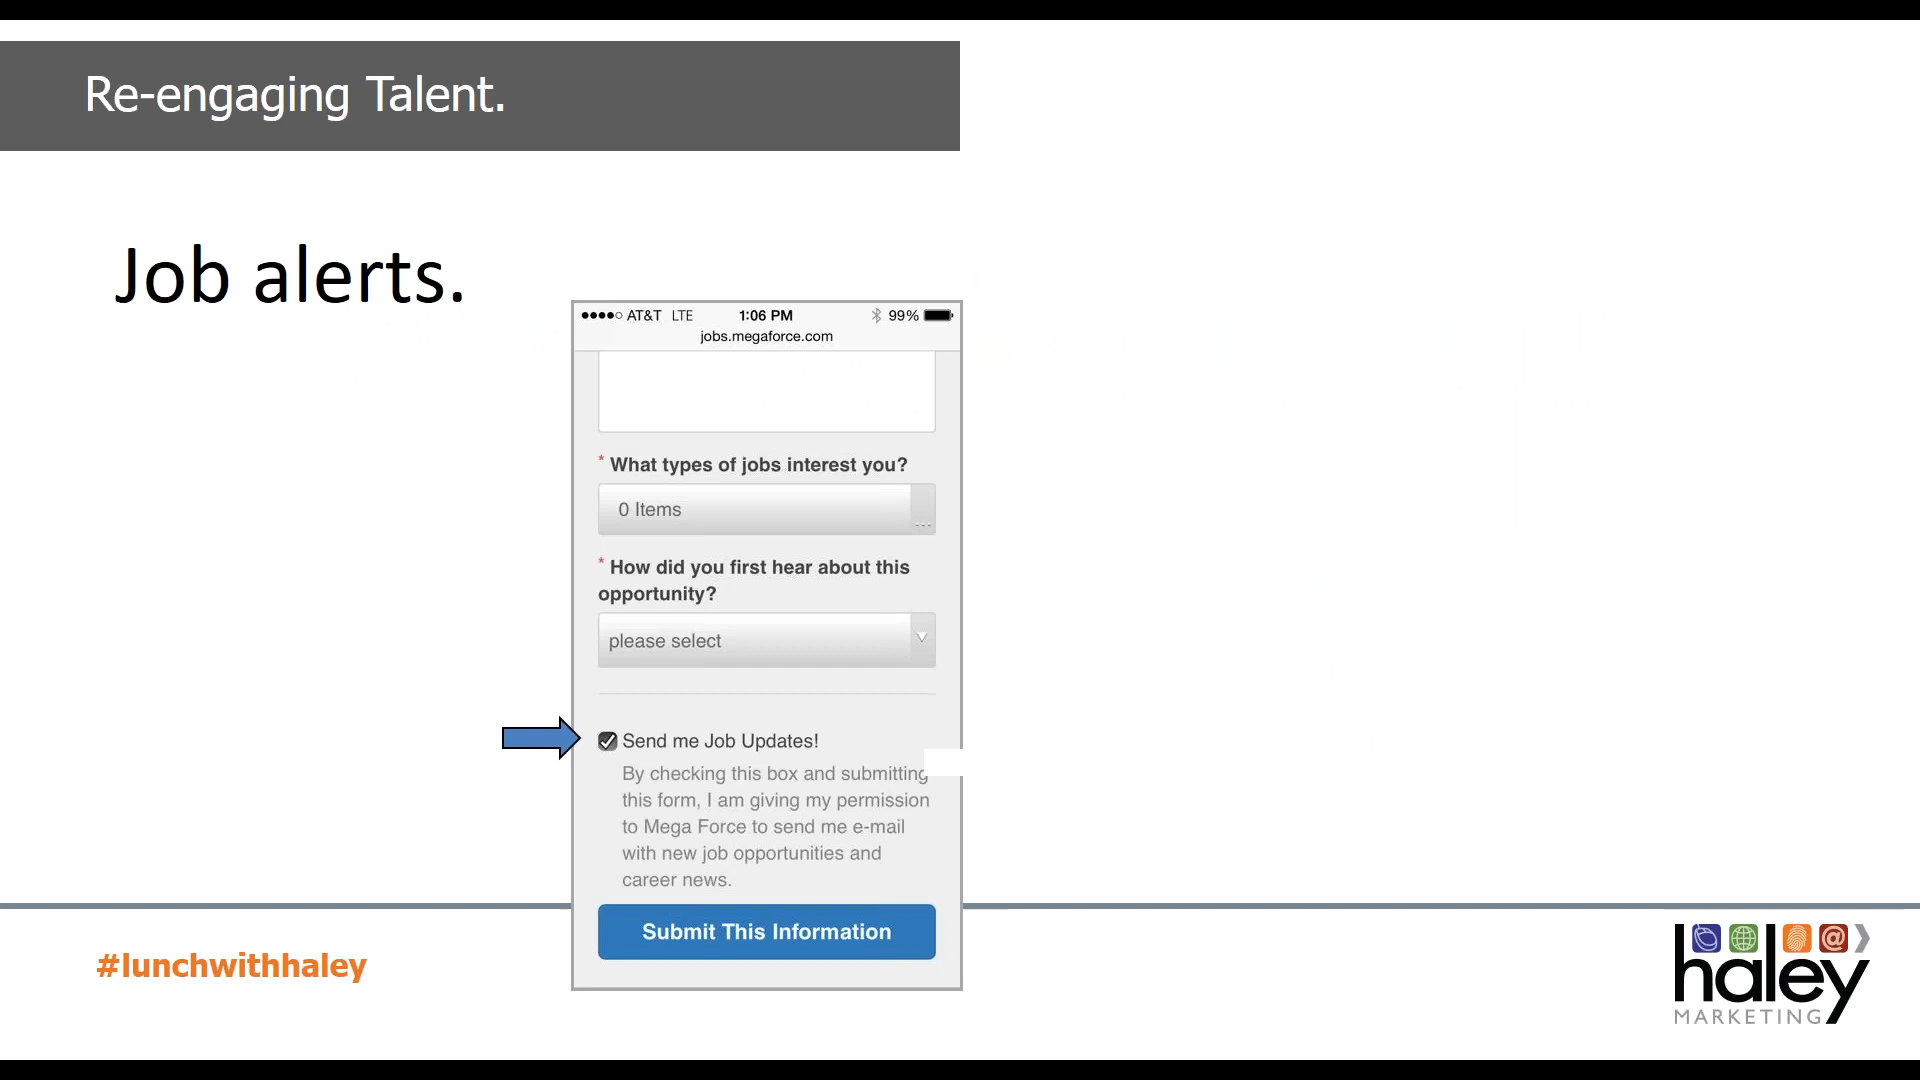 Re-engaging Talent.
Job alerts.
AT&T LTE 1:06 PM 99%
jobs.megaforce.com
* What types of jobs interest you?
0 Items
...
* How did you first hear about this
opportunity?
please select
Send me Job Updates!
By checking this box and submitting
this form, I am giving my permission
to Mega Force to send me e-mail
with new job opportunities and
career news.
Submit This Information
#lunchwithhaley
@
haley
MARKETING